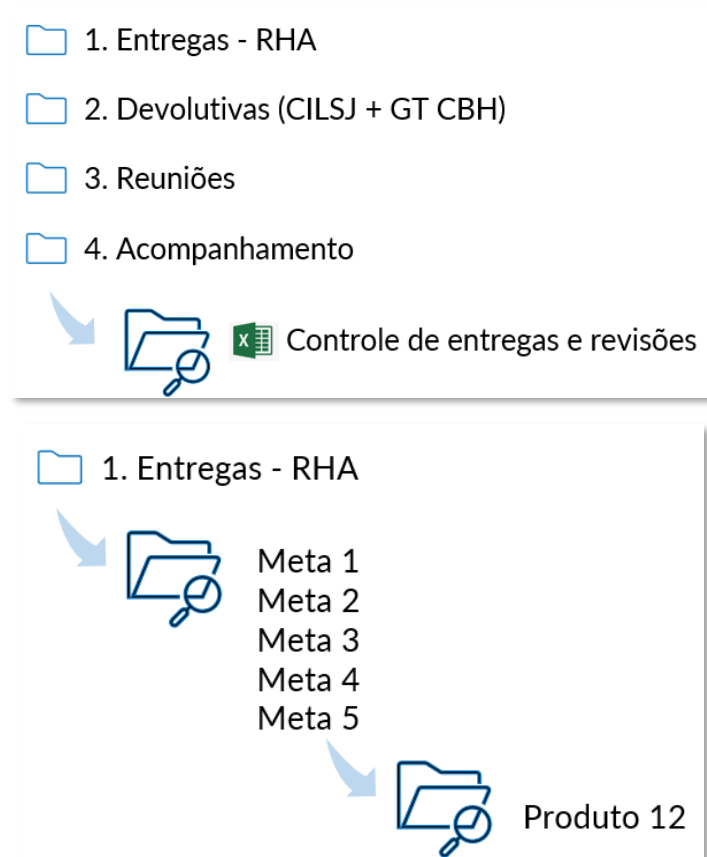 1. Entregas - RHA
2. Devolutivas (CILSJ + GT CBH)
3. Reuniões
4. Acompanhamento
X Controle de entregas e revisões
1. Entregas - RHA
Meta 1
Meta 2
Meta 3
Meta 4
Meta 5
Produto 12